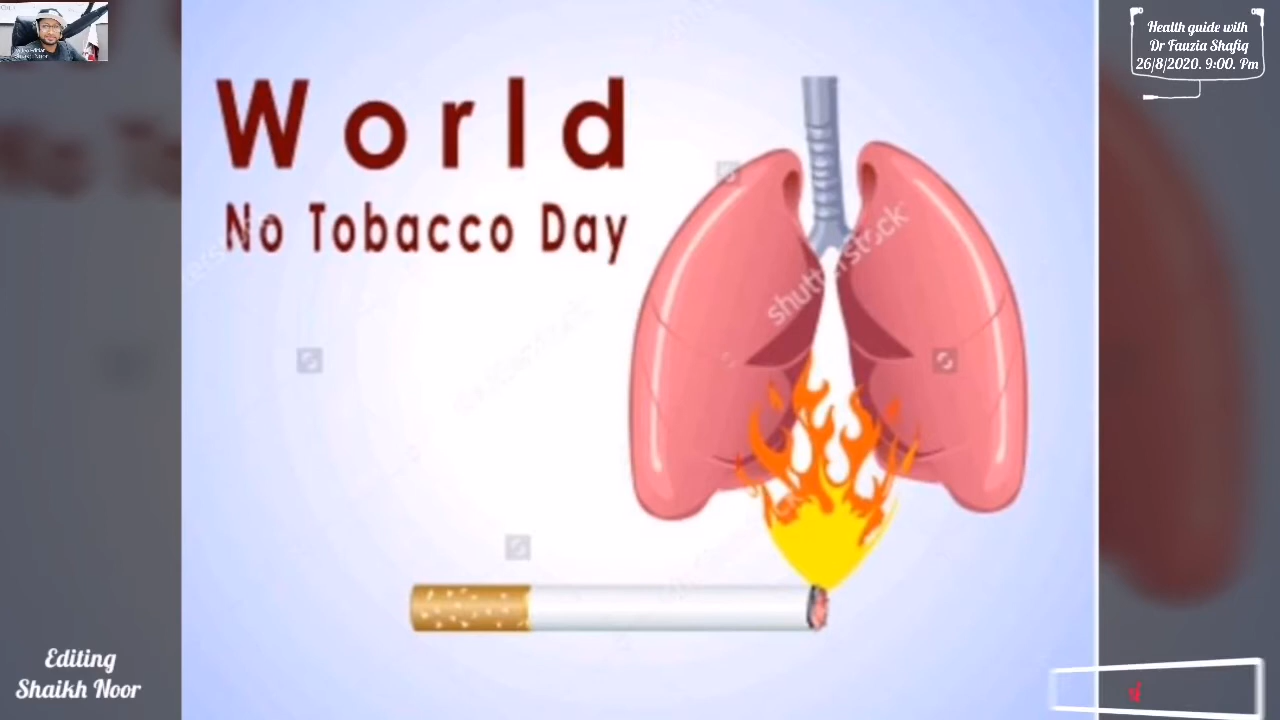 Health guide with
Dr Fauzia Shafiq
26/8/2020. 9:00. Pm
World
No Tobacco Day
shutterstock
Editing
Shaikh Noor